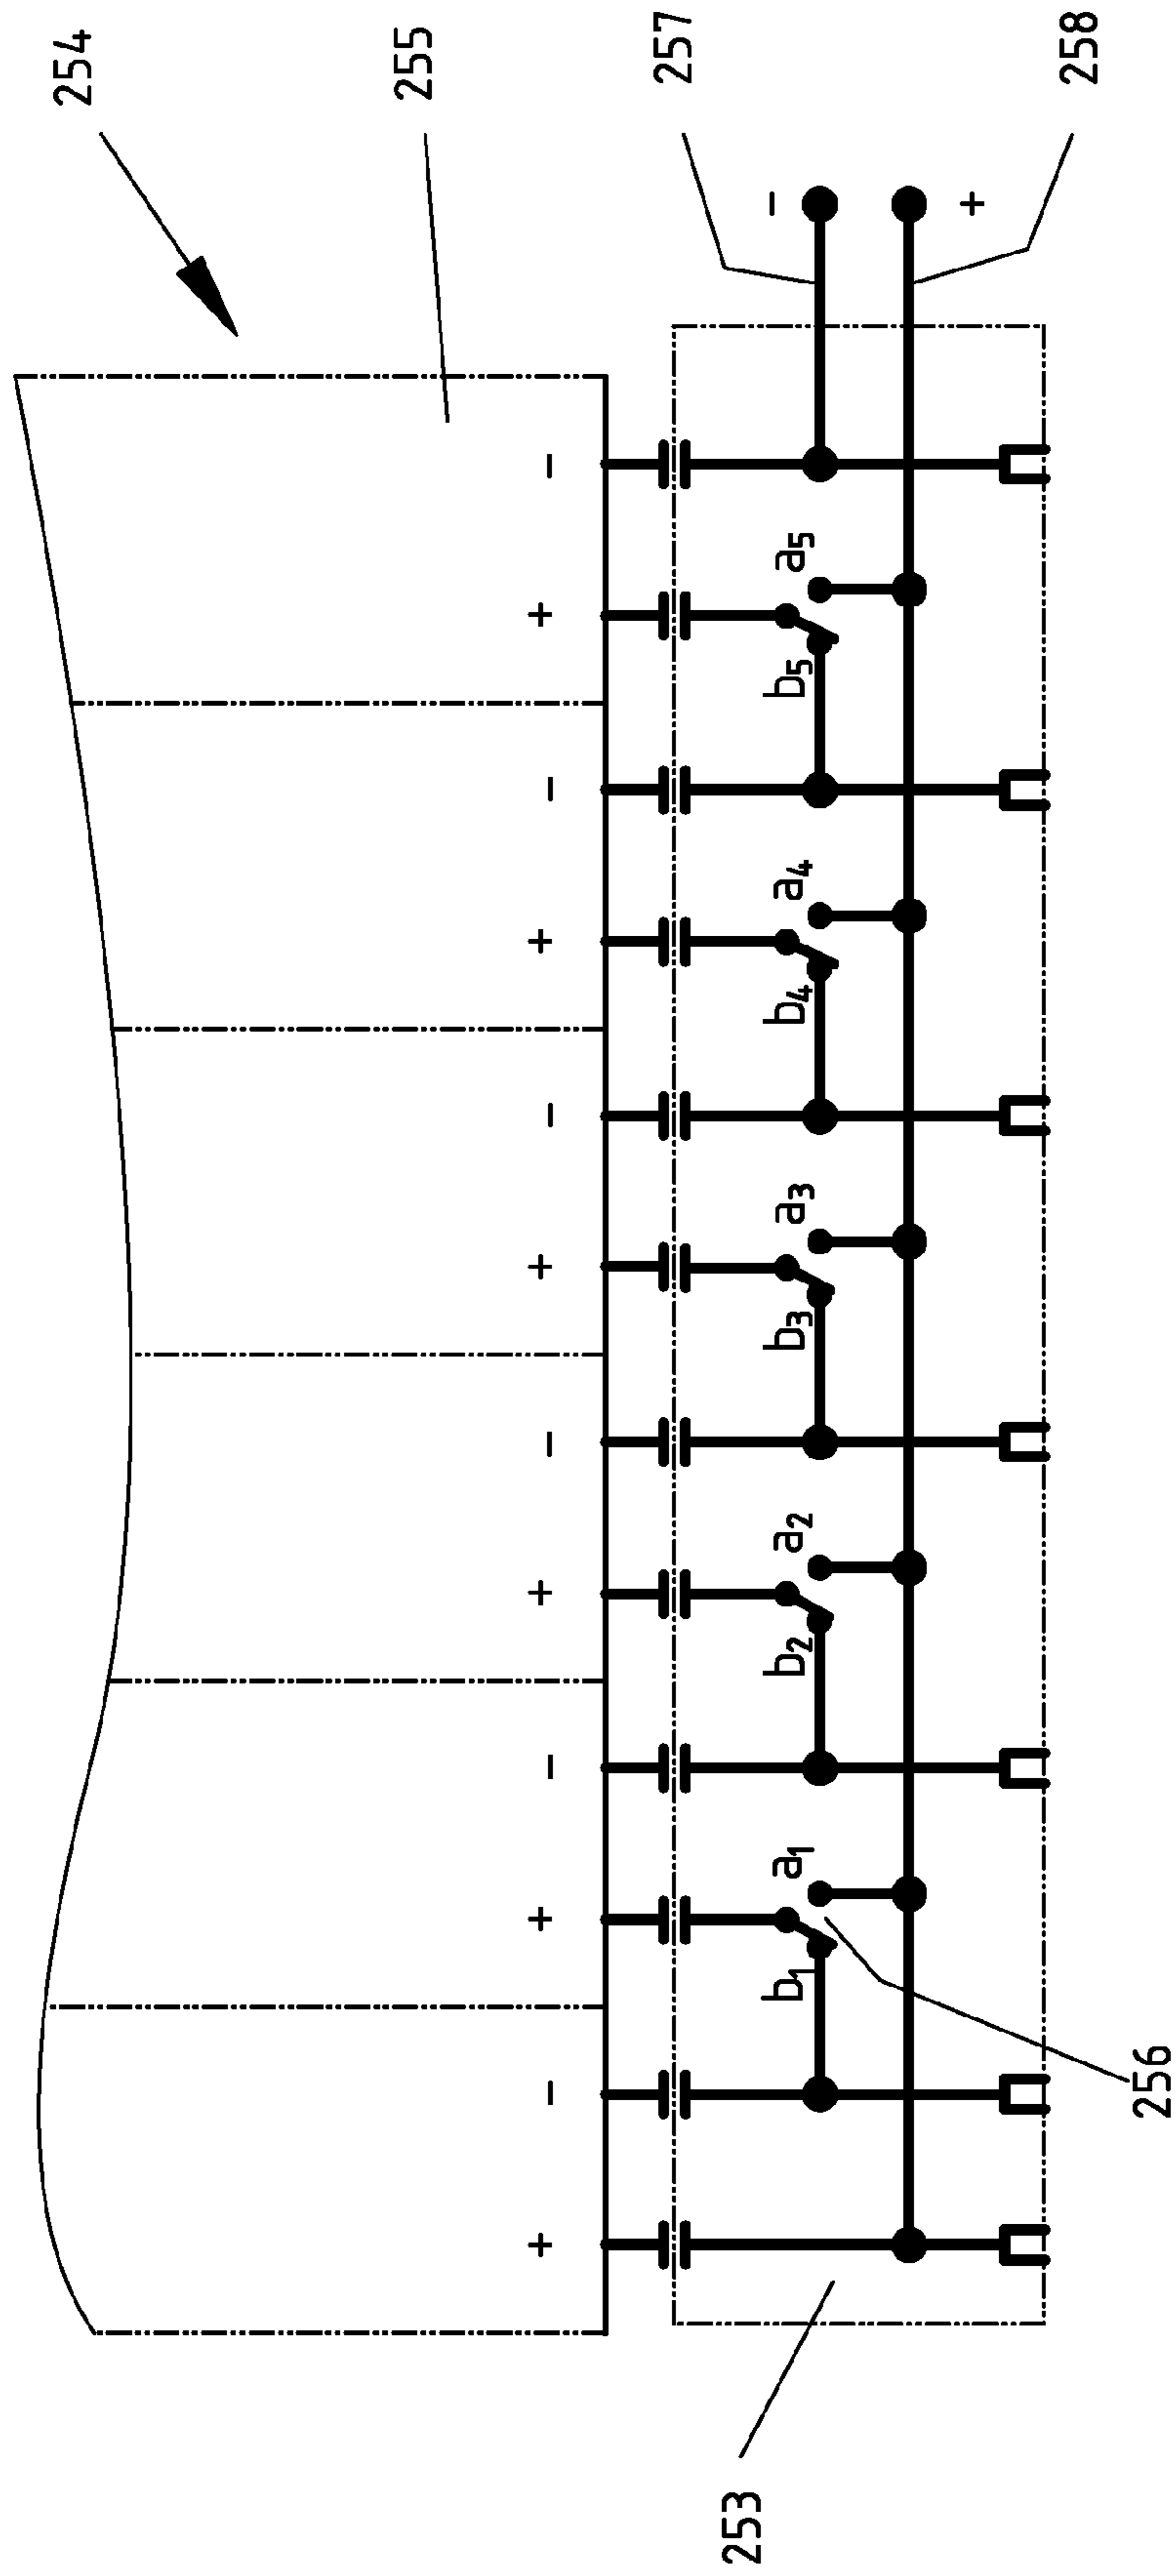 254
255
257
258
-
+
- + - + - + - + - + - +
a5
b5
a4
b4
a3
b3
a2
b2
a1
b1
256
253